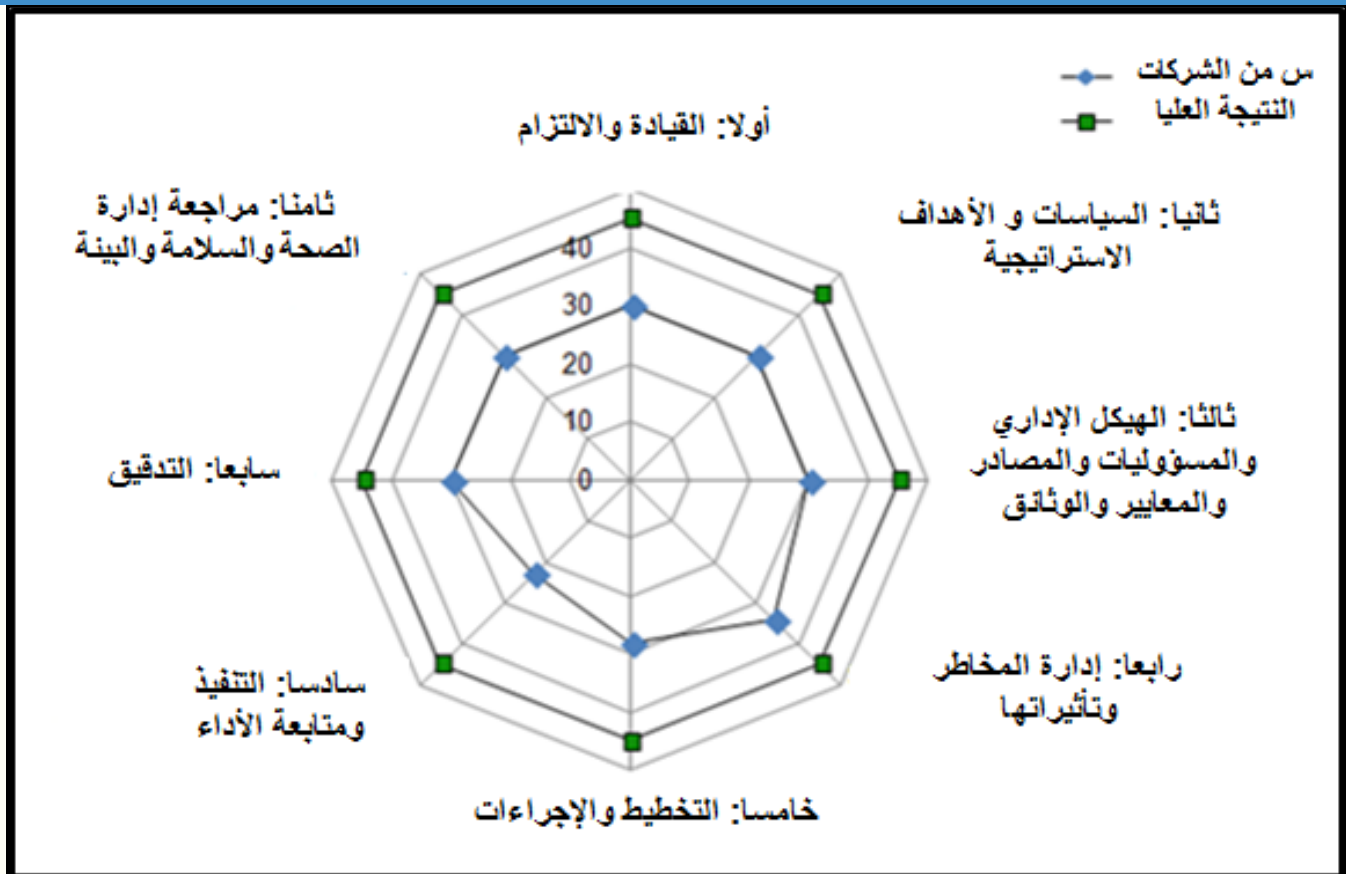 س من الشركات
النتيجة العليا
أولا: القيادة والالتزام
ثانيا: السياسات و الأهداف
الاستراتيجية
ثالثا: الهيكل الإداري
والمسؤوليات والمصادر
والمعايير والوثائق
رابعا: إدارة المخاطر
وتأثيراتها
خامسا: التخطيط والإجراءات
سادسا: التنفيذ
ومتابعة الأداء
سابعا: التدقيق
ثامنا: مراجعة إدارة
الصحة والسلامة والبيئة
40
30
20
10
0